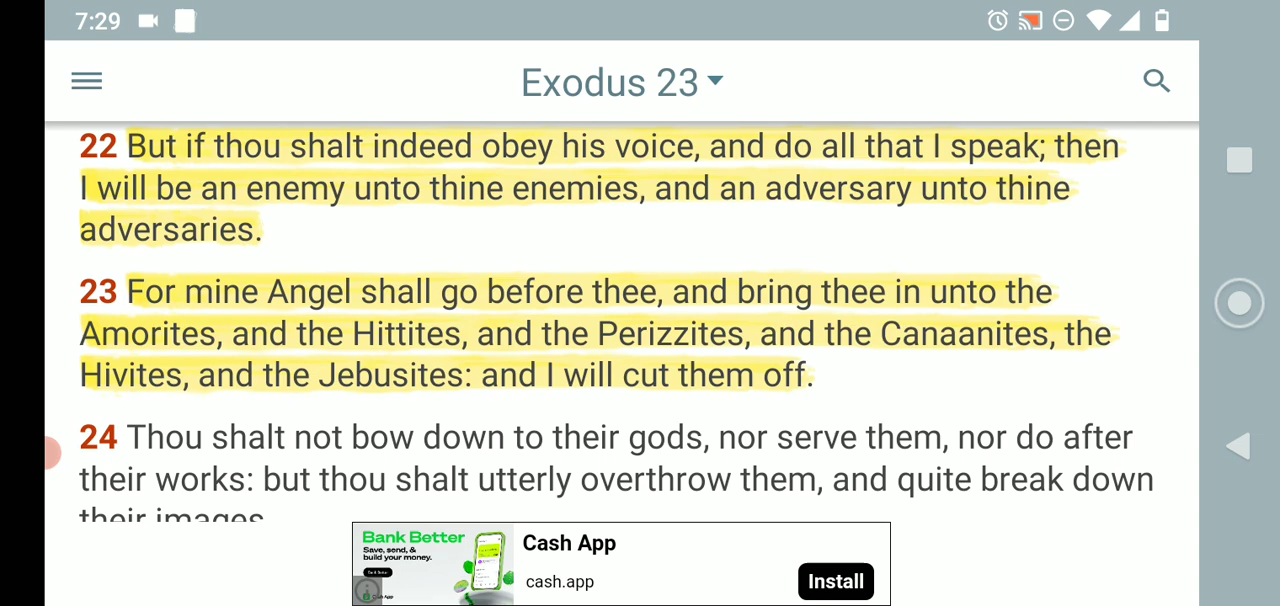 7:29
Exodus 23
22 But if thou shalt indeed obey his voice, and do all that I speak; then
I will be an enemy unto thine enemies, and an adversary unto thine
adversaries.
23 For mine Angel shall go before thee, and bring thee in unto the
Amorites, and the Hittites, and the Perizzites, and the Canaanites, the
Hivites, and the Jebusites: and I will cut them off.
24 Thou shalt not bow down to their gods, nor serve them, nor do after
their works: but thou shalt utterly overthrow them, and quite break down
their images
Bank Better
Save, send, &
build your money.
Cash App
cash.app
Install